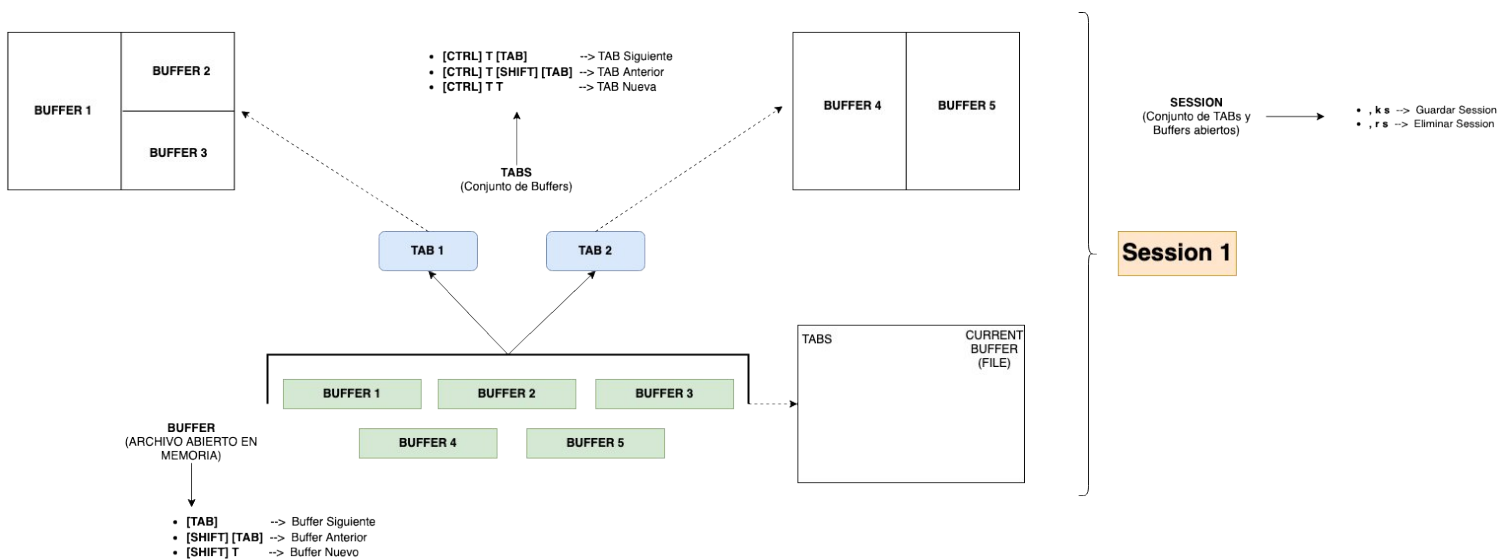 BUFFER 1
BUFFER 2
BUFFER 3
• [CTRL] T [TAB] --> TAB Siguiente
• [CTRL] T [SHIFT] [TAB] --> TAB Anterior
• [CTRL] T T --> TAB Nueva
TABS
(Conjunto de Buffers)
BUFFER 4
BUFFER 5
SESSION
(Conjunto de TABs y
Buffers abiertos)
• , k s --> Guardar Session
• , r s --> Eliminar Session
TAB 1
TAB 2
Session 1
BUFFER 1
BUFFER 2
BUFFER 3
BUFFER 4
BUFFER 5
TABS
CURRENT
BUFFER
(FILE)
BUFFER
(ARCHIVO ABIERTO EN
MEMORIA)
• [TAB] --> Buffer Siguiente
• [SHIFT] [TAB] --> Buffer Anterior
• [SHIFT] T --> Buffer Nuevo